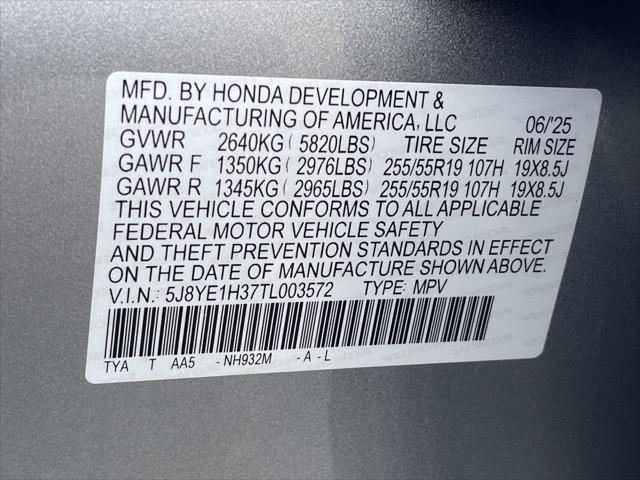 MFD. BY HONDA DEVELOPMENT &
MANUFACTURING OF AMERICA, LLC 06/'25
GVWR 2640KG ( 5820LBS) TIRE SIZE RIM SIZE
GAWR F 1350KG ( 2976LBS) 255/55R19 107H 19X8.5J
GAWR R 1345KG ( 2965LBS) 255/55R19 107H 19X8.5J
THIS VEHICLE CONFORMS TO ALL APPLICABLE
FEDERAL MOTOR VEHICLE SAFETY
AND THEFT PREVENTION STANDARDS IN EFFECT
ON THE DATE OF MANUFACTURE SHOWN ABOVE.
V.I.N.: 5J8YE1H37TL003572 TYPE: MPV
TYA T AA5 - NH932M - A - L